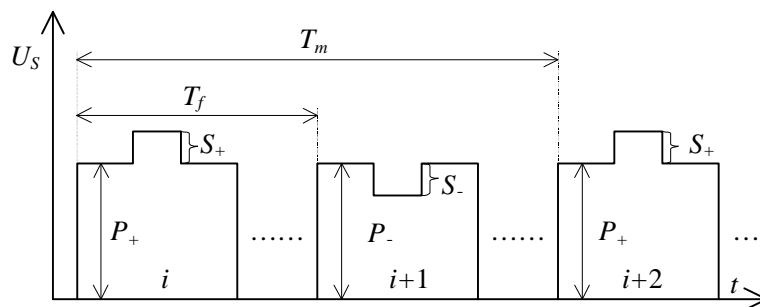 U_S
T_m
T_f
S_+
S_-
S_+
P_+
P_-
P_+
……
……
…
i
i+1
i+2
t